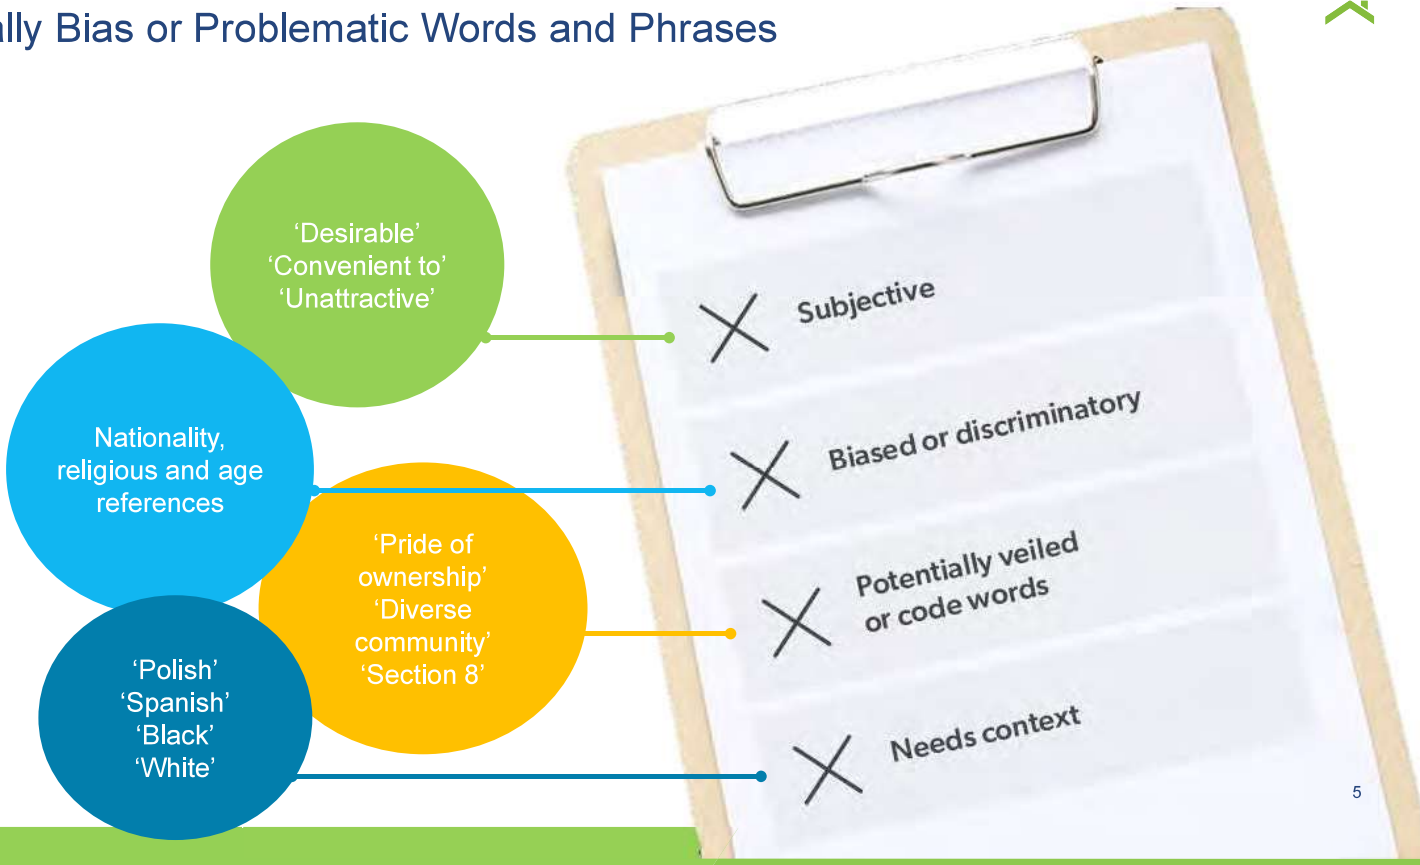 ally Bias or Problematic Words and Phrases
‘Desirable’
‘Convenient to’
‘Unattractive’
Subjective
Nationality,
religious and age
references
Biased or discriminatory
‘Pride of
ownership’
‘Diverse
community’
‘Section 8’
Potentially veiled
or code words
‘Polish’
‘Spanish’
‘Black’
‘White’
Needs context
5